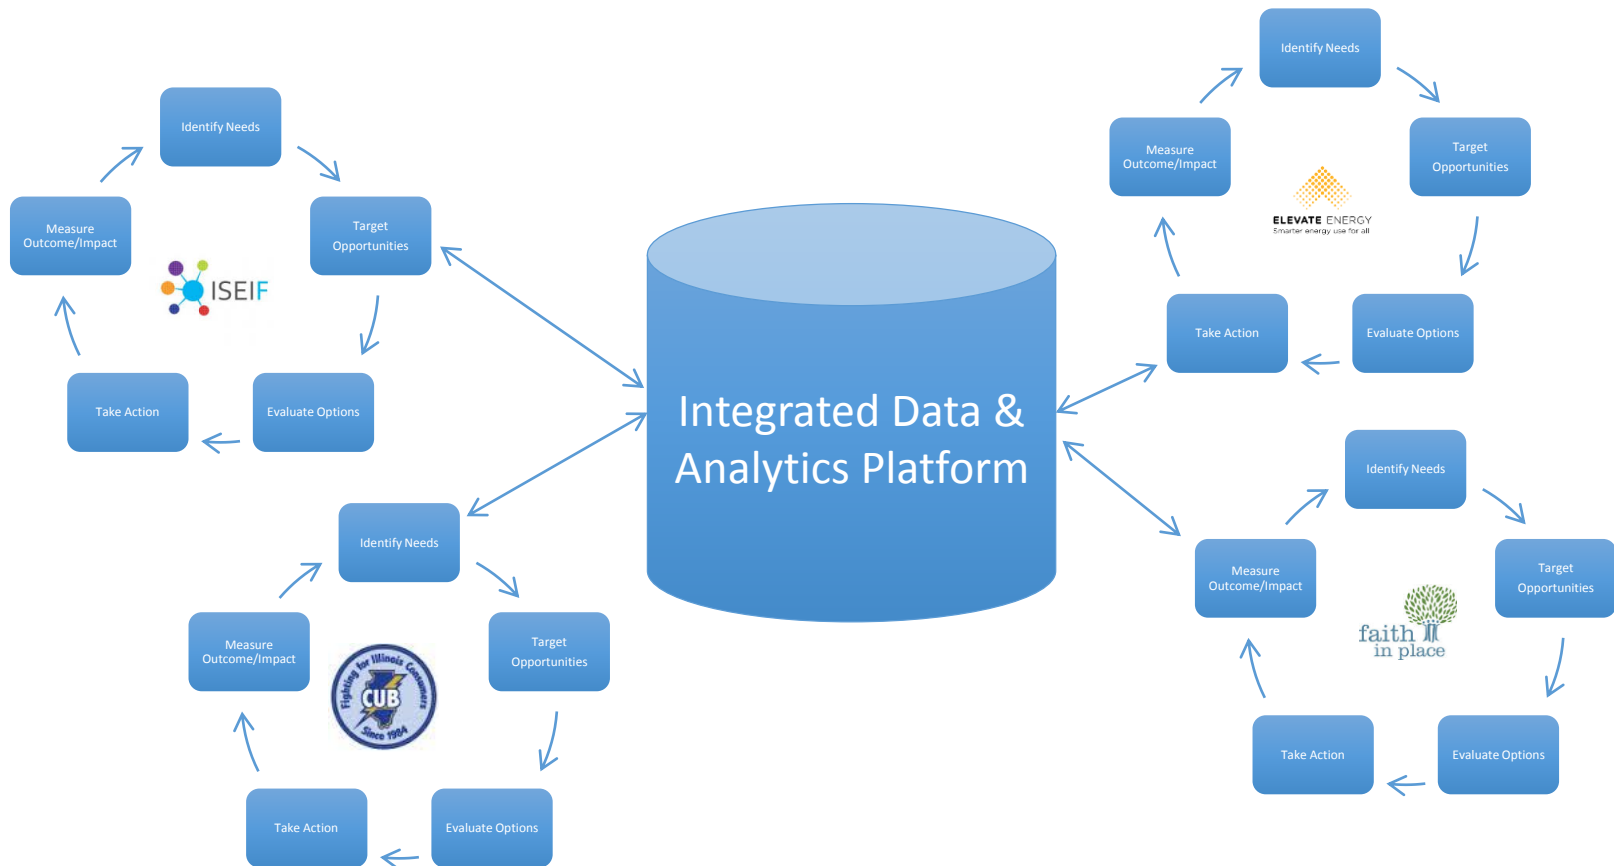 Identify Needs
Measure
Outcome/Impact
Target
Opportunities
ISEIF
Take Action
Evaluate Options
Identify Needs
Measure
Outcome/Impact
Target
Opportunities
Fighting for Illinois Consumers
CUB
Since 1984
Take Action
Evaluate Options
Integrated Data &
Analytics Platform
Identify Needs
Measure
Outcome/Impact
Target
Opportunities
ELEVATE ENERGY
Smarter energy use for all
Take Action
Evaluate Options
Identify Needs
Measure
Outcome/Impact
Target
Opportunities
faith
in place
Take Action
Evaluate Options